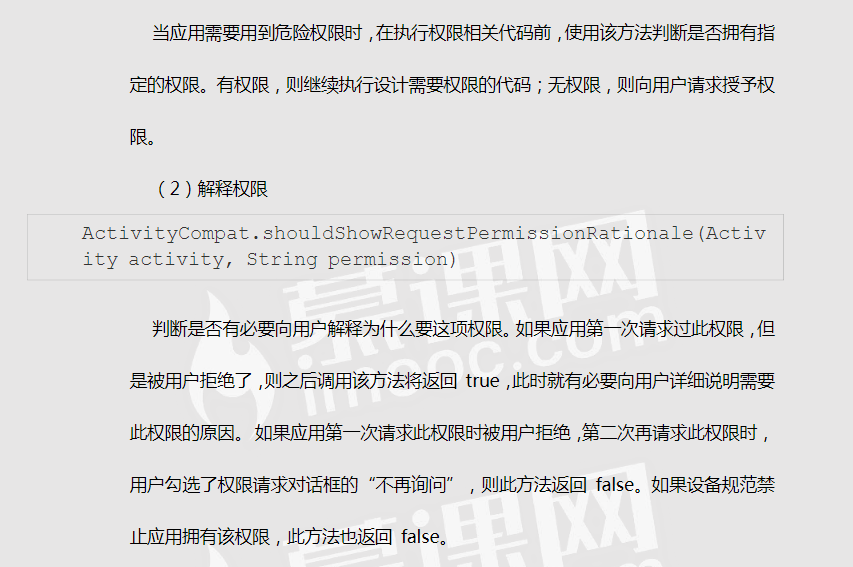 当应用需要用到危险权限时，在执行权限相关代码前，使用该方法判断是否拥有指
定的权限。有权限，则继续执行设计需要权限的代码；无权限，则向用户请求授予权
限。
（2）解释权限
ActivityCompat.shouldShowRequestPermissionRationale(Activ
ity activity, String permission)
判断是否有必要向用户解释为什么要这项权限。如果应用第一次请求过此权限，但
是被用户拒绝了，则之后调用该方法将返回 true，此时就有必要向用户详细说明需要
此权限的原因。 如果应用第一次请求此权限时被用户拒绝，第二次再请求此权限时，
用户勾选了权限请求对话框的“不再询问”，则此方法返回 false。如果设备规范禁
止应用拥有该权限，此方法也返回 false。
慕课网
imooc.com
慕课网